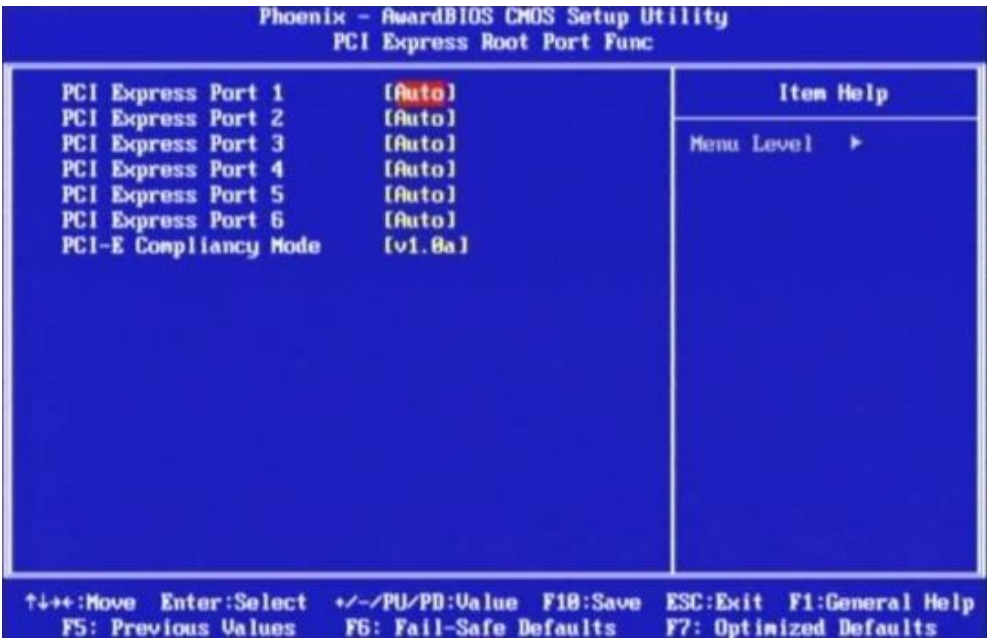 Phoenix - AwardBIOS CMOS Setup Utility
PCI Express Root Port Func
PCI Express Port 1 [Auto]
PCI Express Port 2 [Auto]
PCI Express Port 3 [Auto]
PCI Express Port 4 [Auto]
PCI Express Port 5 [Auto]
PCI Express Port 6 [Auto]
PCI-E Compliancy Mode [v1.0a]
Item Help
Menu Level ▶
↑↓→←:Move Enter:Select +/-/PU/PD:Value F10:Save ESC:Exit F1:General Help
F5: Previous Values F6: Fail-Safe Defaults F7: Optimized Defaults